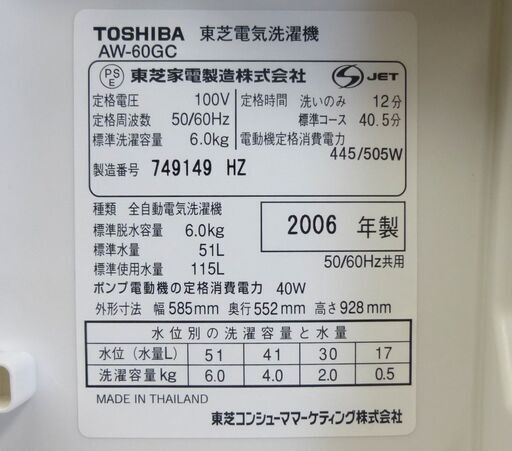 TOSHIBA 東芝電気洗濯機
AW-60GC
PSE 東芝家電製造株式会社 S JET
定格電圧 100V 定格時間 洗いのみ 12分
定格周波数 50/60Hz 標準コース 40.5分
標準洗濯容量 6.0kg 電動機定格消費電力
445/505W
製造番号 749149 HZ
種類 全自動電気洗濯機
標準脱水容量 6.0kg 2006 年製
標準水量 51L
標準使用水量 115L 50/60Hz共用
ポンプ電動機の定格消費電力 40W
外形寸法 幅 585mm 奥行 552mm 高さ 928mm
水位別の洗濯容量と水量
水位(水量L) 51 41 30 17
洗濯容量kg 6.0 4.0 2.0 0.5
MADE IN THAILAND
東芝コンシューママーケティング株式会社